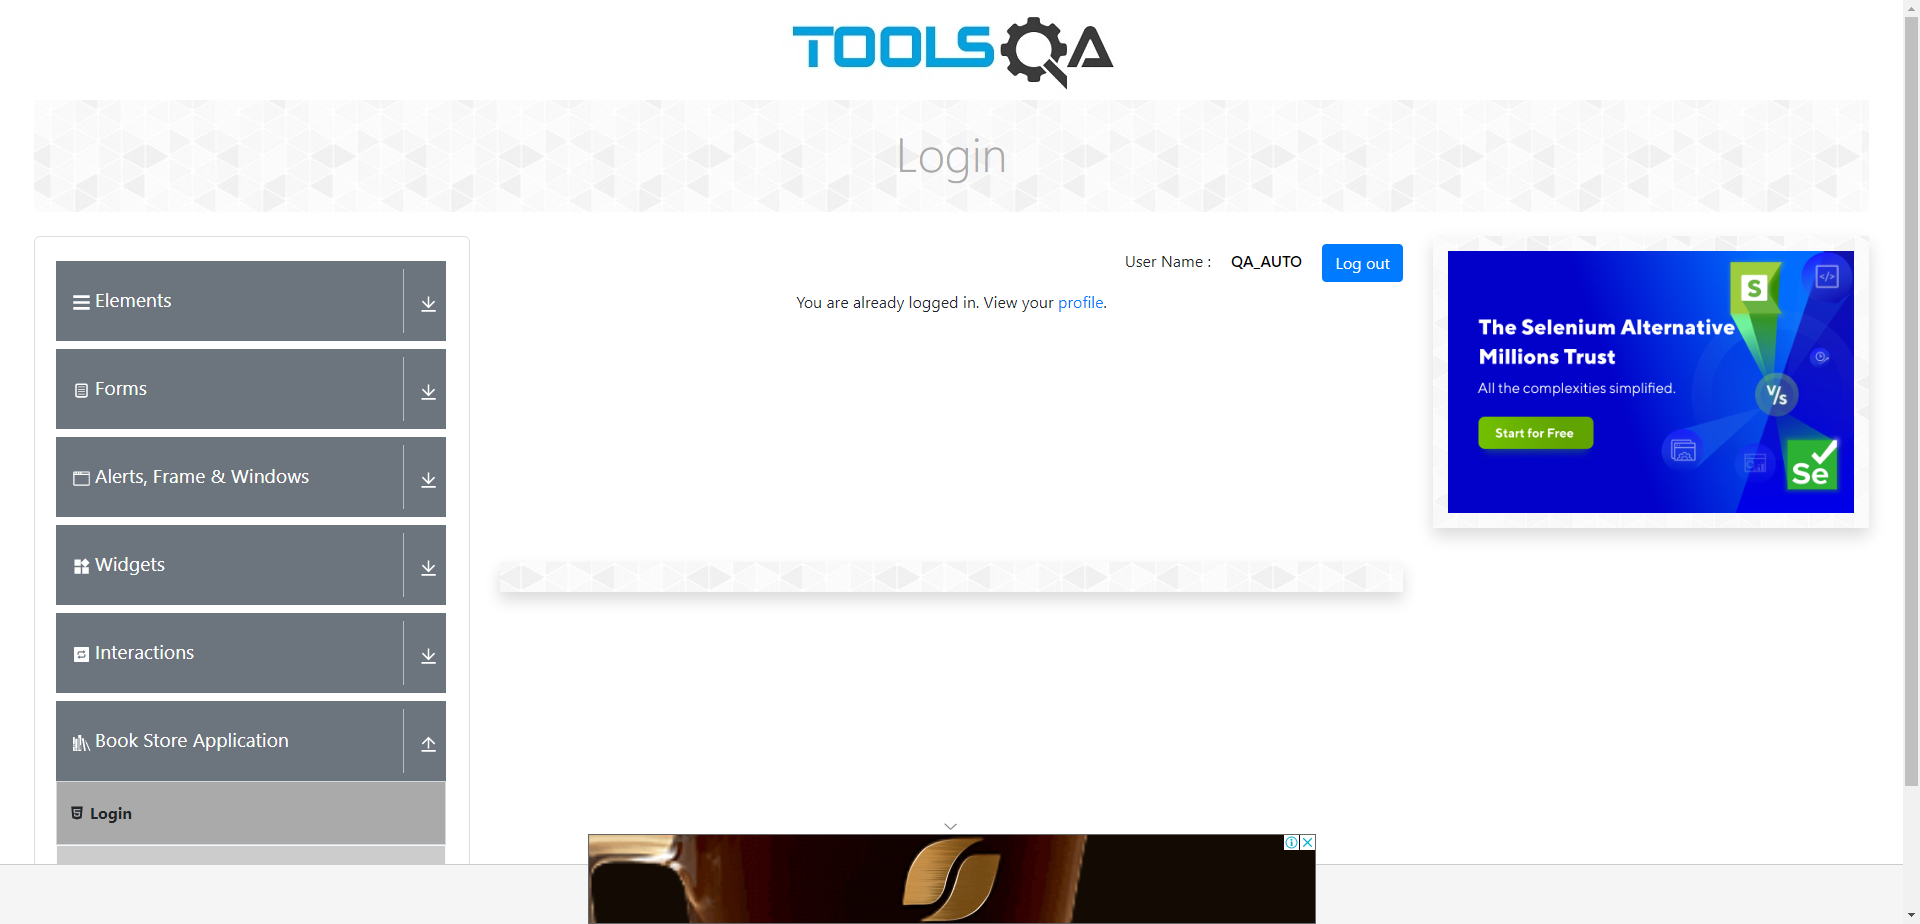 TOOLSQA
Login
Elements
Forms
Alerts, Frame & Windows
Widgets
Interactions
Book Store Application
Login
User Name : QA_AUTO Log out
You are already logged in. View your profile.
The Selenium Alternative
Millions Trust
All the complexities simplified.
Start for Free
S
</>
V/s
Se